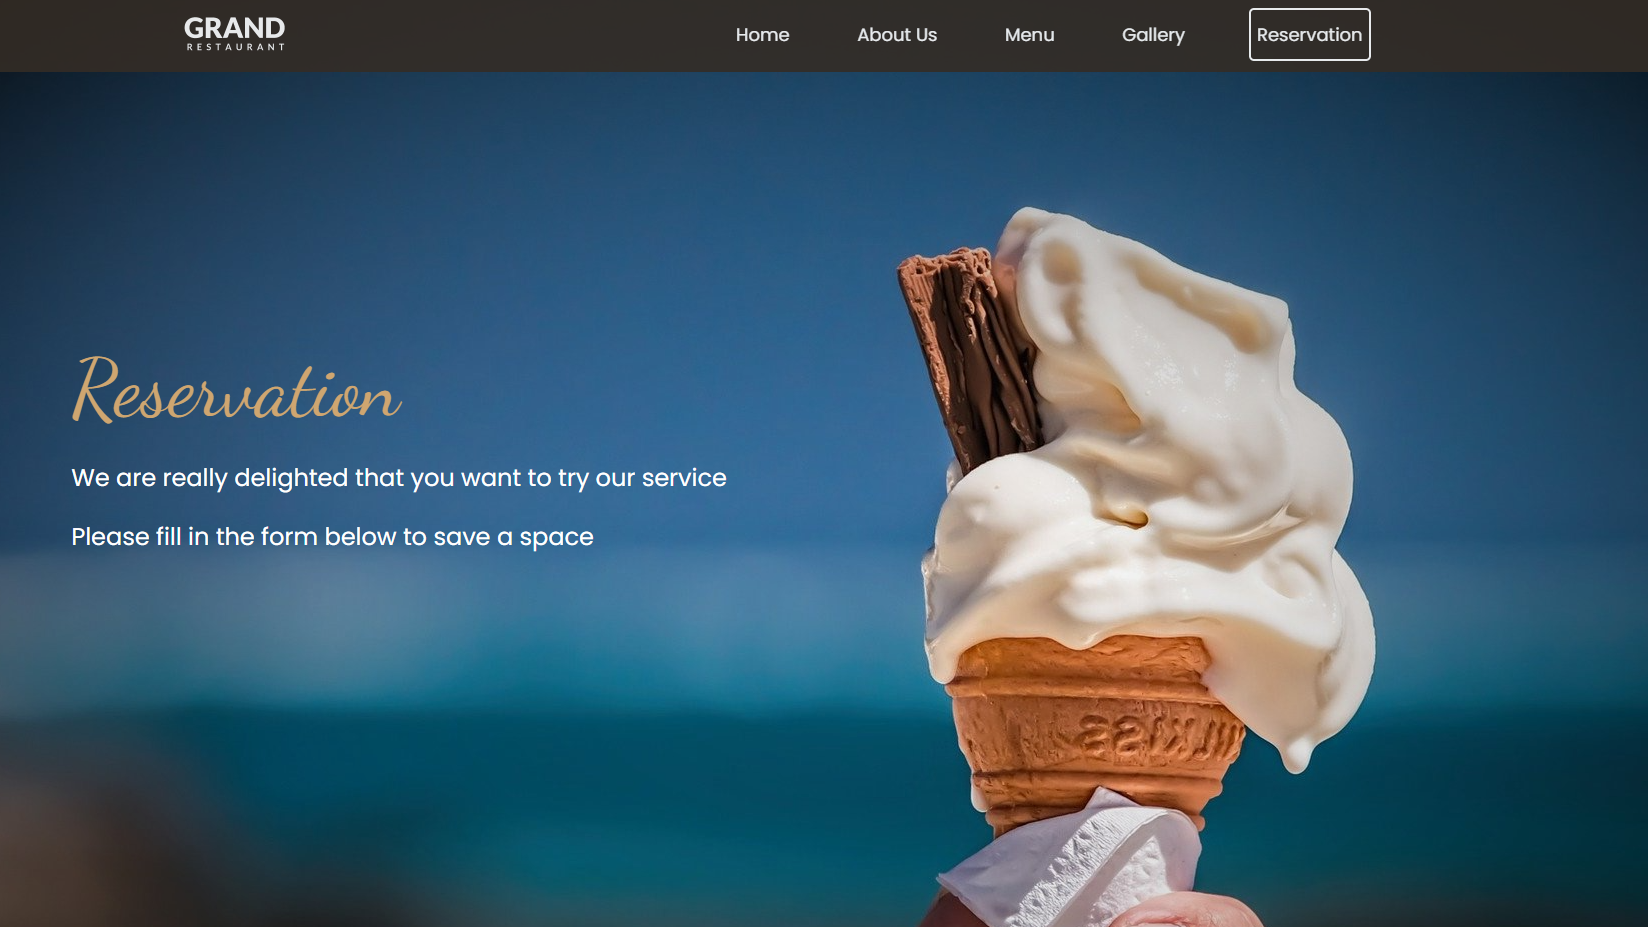 GRAND
RESTAURANT
Home
About Us
Menu
Gallery
Reservation
Reservation
We are really delighted that you want to try our service
Please fill in the form below to save a space